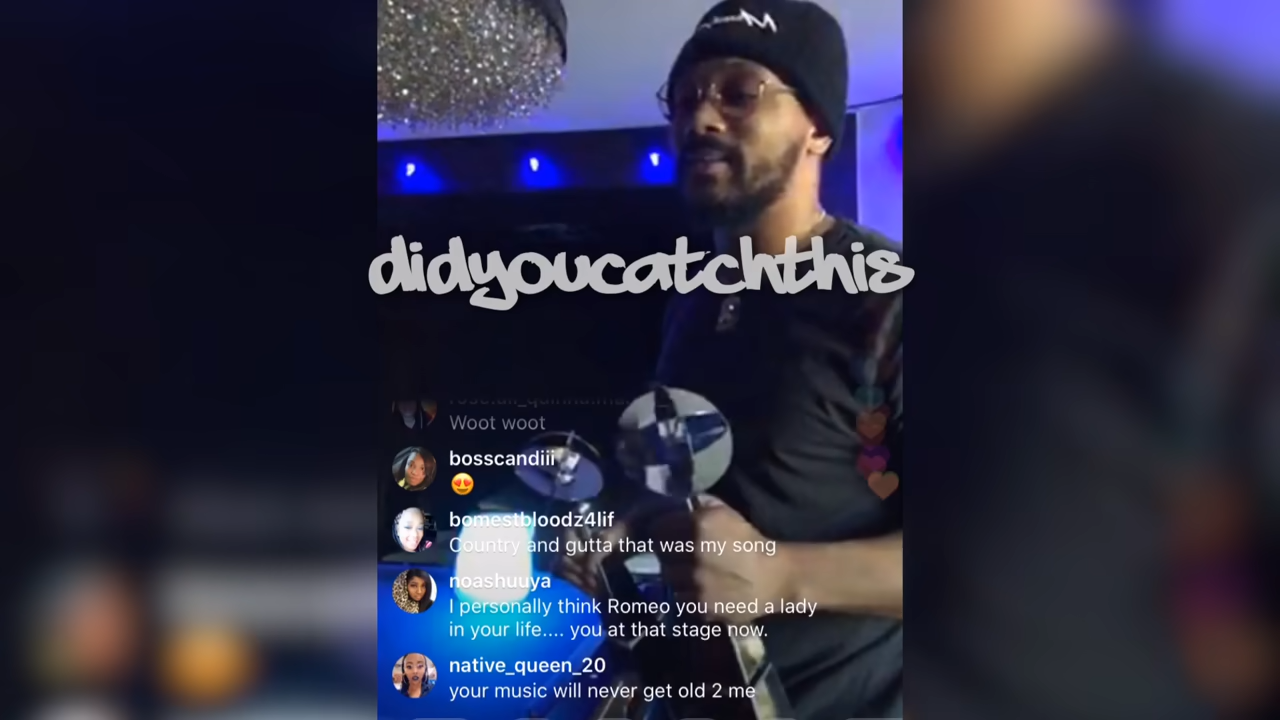 didyoucatchthis
Woot woot
bosscandiii
😍
bomestbloodz4lif
Country and gutta that was my song
noashuuya
I personally think Romeo you need a lady
in your life.... you at that stage now.
native_queen_20
your music will never get old 2 me